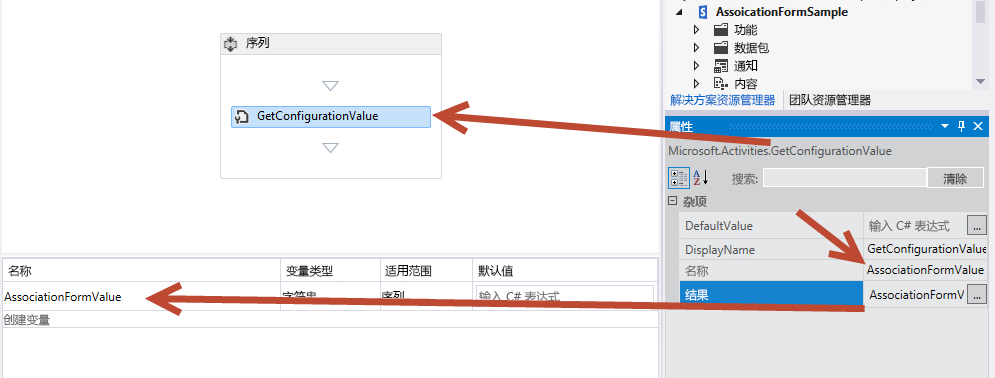 序列
GetConfigurationValue
名称 变量类型 适用范围 默认值
AssociationFormValue 字符串 序列 输入 C# 表达式
创建变量
AssoicationFormSample
功能
数据包
通知
内容
解决方案资源管理器 团队资源管理器
属性
Microsoft.Activities.GetConfigurationValue
搜索: 清除
杂项
DefaultValue 输入 C# 表达式 ...
DisplayName GetConfigurationValue
名称 AssociationFormValue
结果 AssociationFormV ...